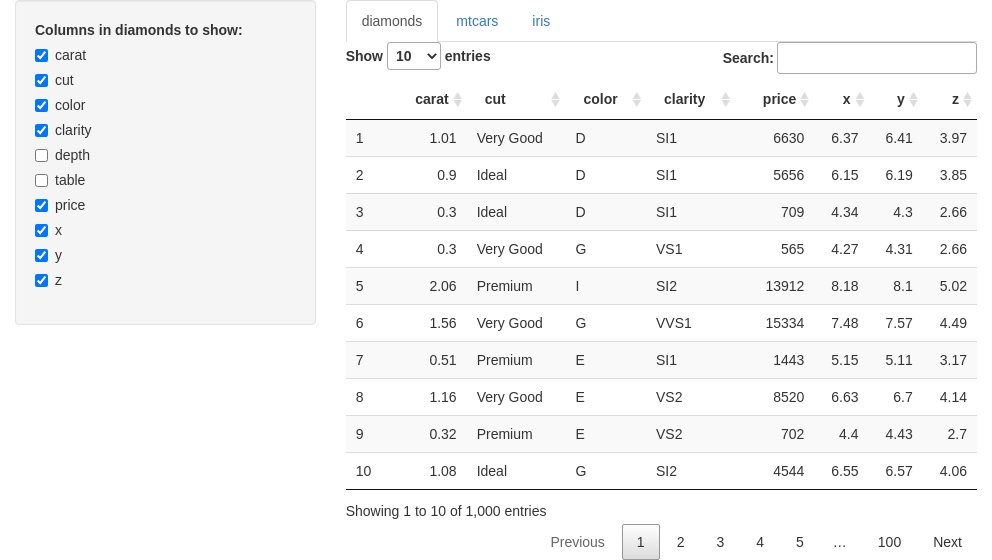 Columns in diamonds to show:
carat
cut
color
clarity
depth
table
price
x
y
z
diamonds mtcars iris
Show 10 entries Search:
carat cut color clarity price x y z
1 1.01 Very Good D SI1 6630 6.37 6.41 3.97
2 0.9 Ideal D SI1 5656 6.15 6.19 3.85
3 0.3 Ideal D SI1 709 4.34 4.3 2.66
4 0.3 Very Good G VS1 565 4.27 4.31 2.66
5 2.06 Premium I SI2 13912 8.18 8.1 5.02
6 1.56 Very Good G VVS1 15334 7.48 7.57 4.49
7 0.51 Premium E SI1 1443 5.15 5.11 3.17
8 1.16 Very Good E VS2 8520 6.63 6.7 4.14
9 0.32 Premium E VS2 702 4.4 4.43 2.7
10 1.08 Ideal G SI2 4544 6.55 6.57 4.06
Showing 1 to 10 of 1,000 entries
Previous 1 2 3 4 5 … 100 Next